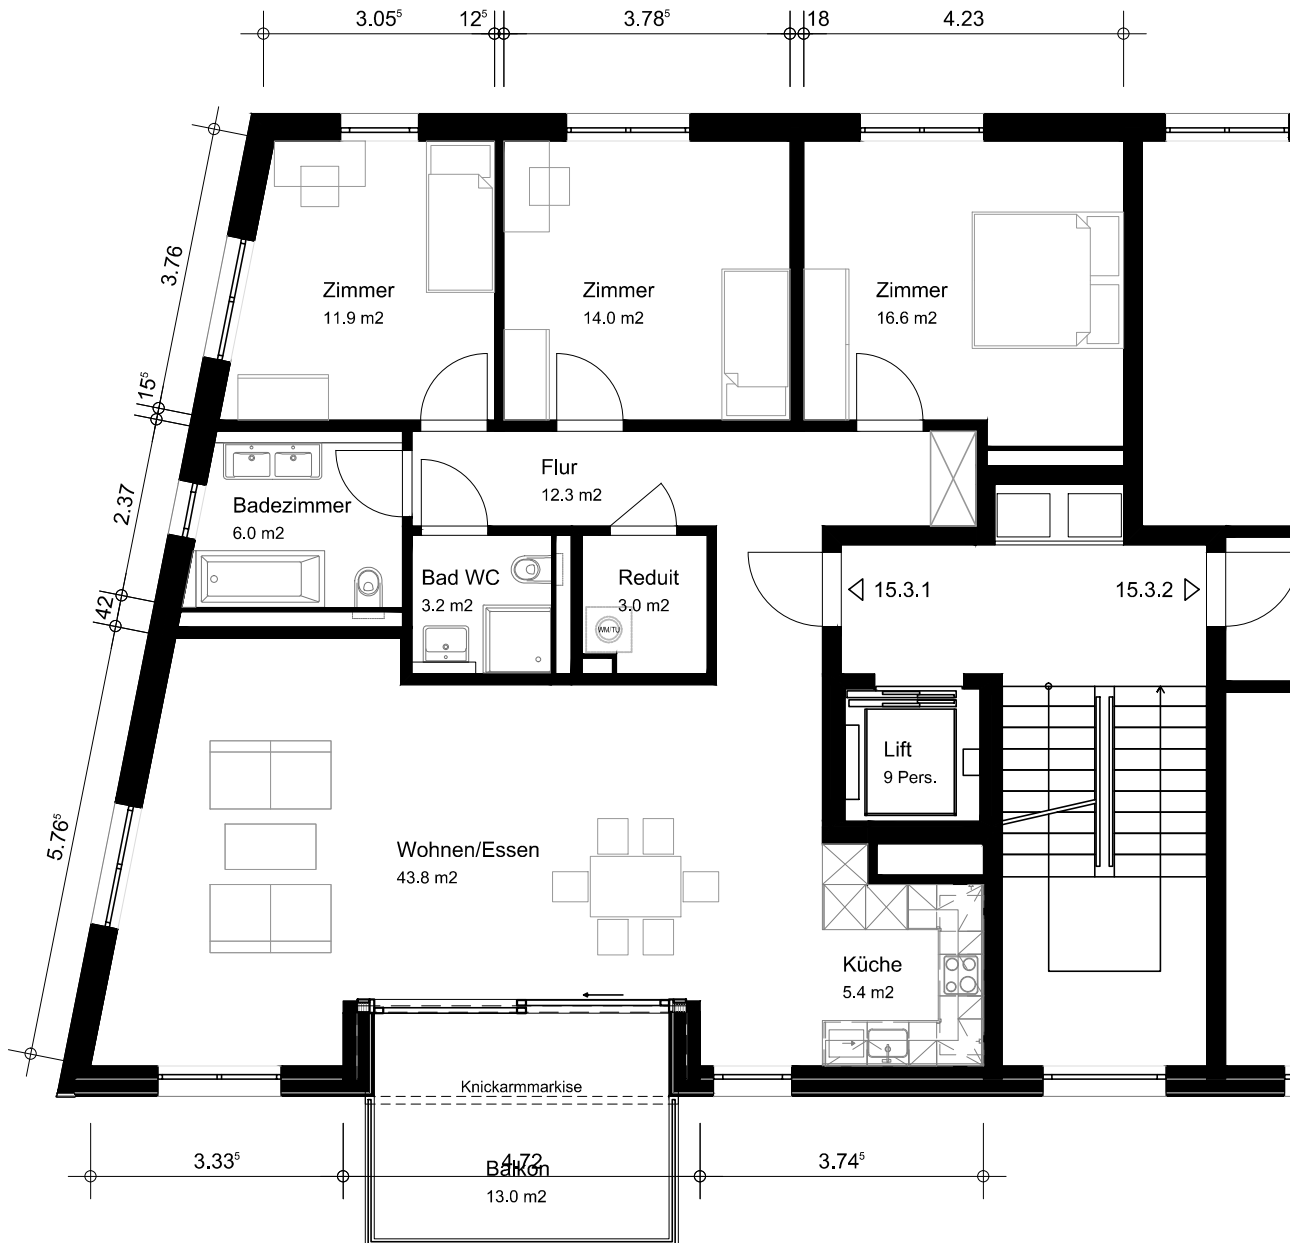 3.05⁵ 12⁵ 3.78⁵ 18 4.23
3.76
15⁵
2.37
42
5.76⁵
Zimmer
11.9 m2
Zimmer
14.0 m2
Zimmer
16.6 m2
Flur
12.3 m2
Badezimmer
6.0 m2
Bad WC
3.2 m2
Reduit
3.0 m2
WM/TU
15.3.1
15.3.2
Lift
9 Pers.
Wohnen/Essen
43.8 m2
Küche
5.4 m2
Knickarmmarkise
3.33⁵ 4.72 3.74⁵
Balkon
13.0 m2